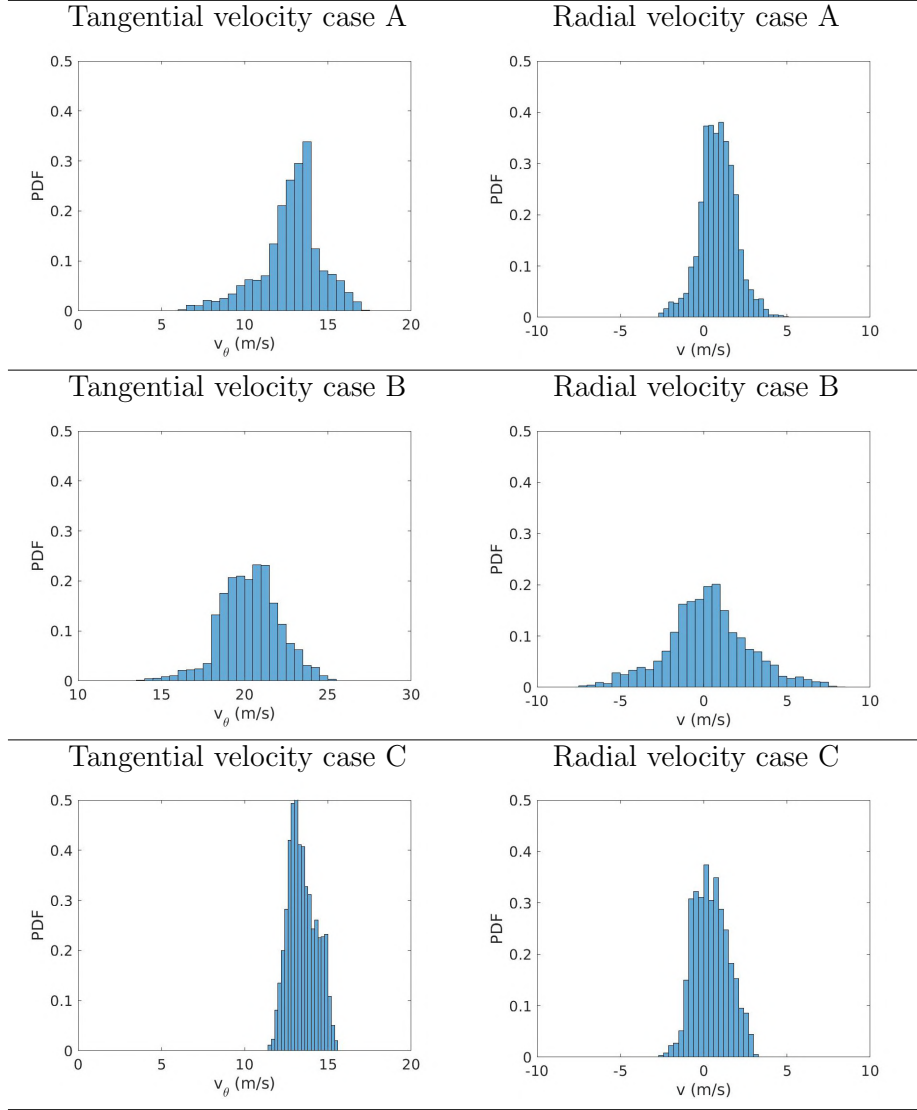 Tangential velocity case A
Radial velocity case A
0.5
0.4
0.3
0.2
0.1
0
PDF
0 5 10 15 20
v_θ (m/s)
0.5
0.4
0.3
0.2
0.1
0
PDF
-10 -5 0 5 10
v (m/s)
Tangential velocity case B
Radial velocity case B
0.5
0.4
0.3
0.2
0.1
0
PDF
10 15 20 25 30
v_θ (m/s)
0.5
0.4
0.3
0.2
0.1
0
PDF
-10 -5 0 5 10
v (m/s)
Tangential velocity case C
Radial velocity case C
0.5
0.4
0.3
0.2
0.1
0
PDF
0 5 10 15 20
v_θ (m/s)
0.5
0.4
0.3
0.2
0.1
0
PDF
-10 -5 0 5 10
v (m/s)